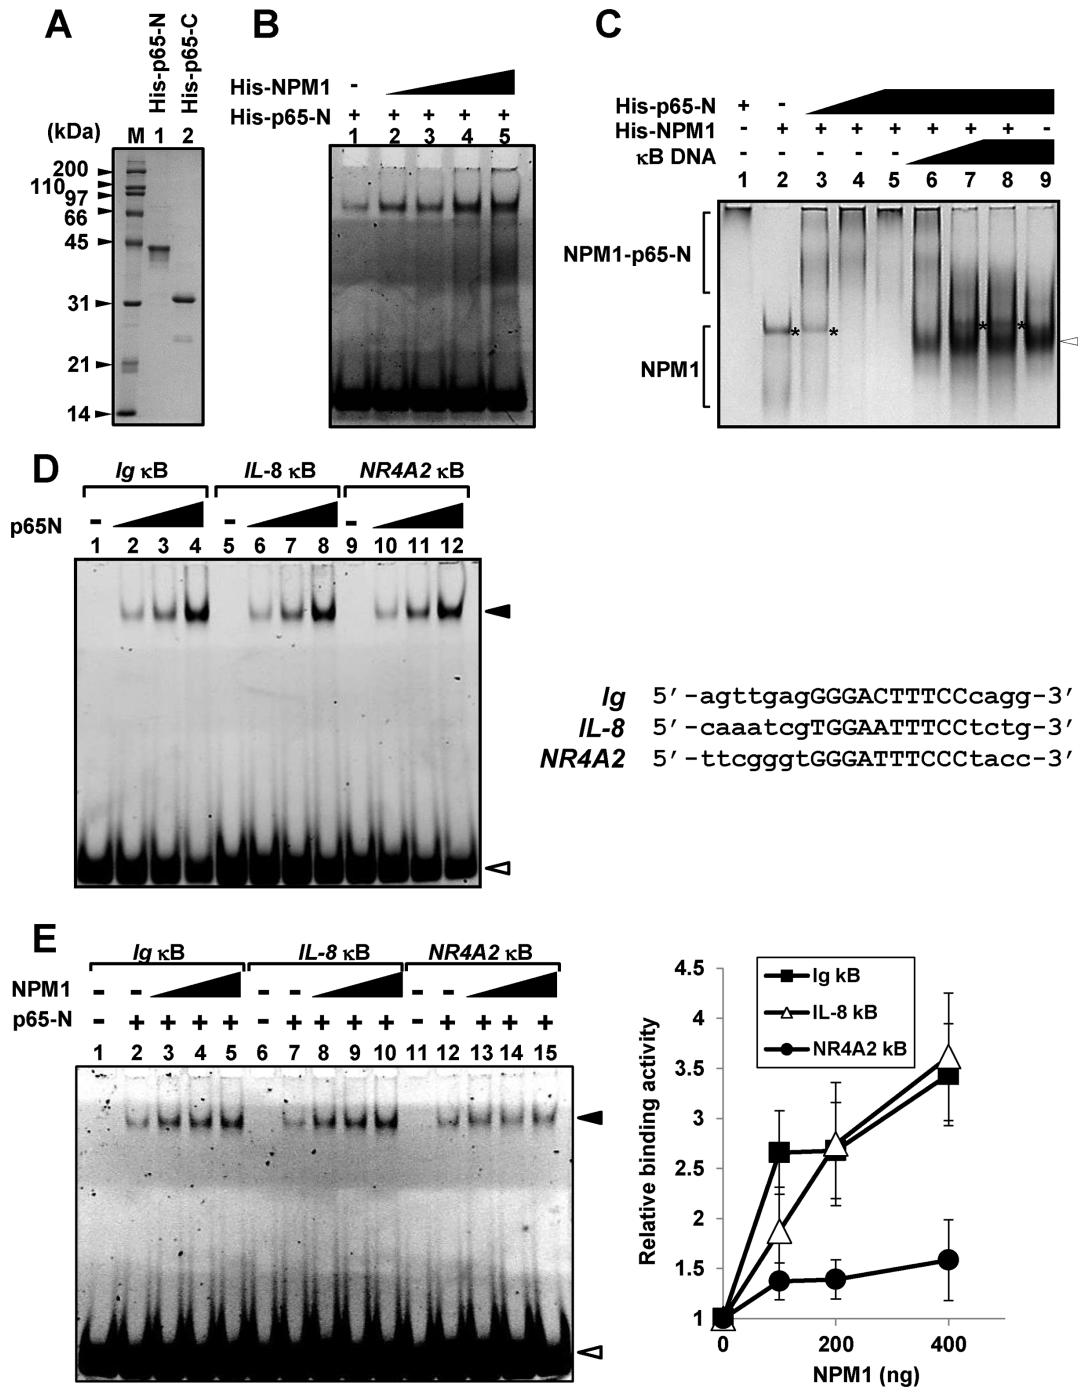 A
His-p65-N
His-p65-C
(kDa) M 1 2
200
110
97
66
45
31
21
14
B
His-NPM1 -
His-p65-N + + + + +
1 2 3 4 5
C
His-p65-N + -
His-NPM1 - + + + + + + + -
κB DNA - - - - -
1 2 3 4 5 6 7 8 9
NPM1-p65-N
NPM1
* * * *
D
Ig κB IL-8 κB NR4A2 κB
p65N - - -
1 2 3 4 5 6 7 8 9 10 11 12
Ig 5′-agttgagGGGACTTTCCcagg-3′
IL-8 5′-caaatcgTGGAATTTCCtctg-3′
NR4A2 5′-ttcgggtGGGATTTCCCtacc-3′
E
Ig κB IL-8 κB NR4A2 κB
NPM1 - - - - - -
p65-N - + + + + - + + + + - + + + +
1 2 3 4 5 6 7 8 9 10 11 12 13 14 15
Relative binding activity
4.5
4
3.5
3
2.5
2
1.5
1
Ig kB
IL-8 kB
NR4A2 kB
0 200 400
NPM1 (ng)